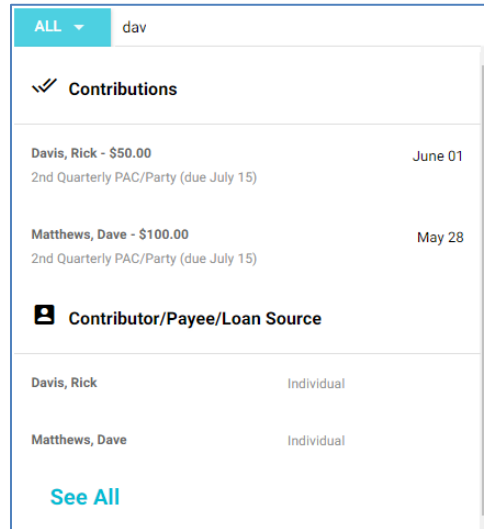 ALL dav
Contributions
Davis, Rick - $50.00 June 01
2nd Quarterly PAC/Party (due July 15)
Matthews, Dave - $100.00 May 28
2nd Quarterly PAC/Party (due July 15)
Contributor/Payee/Loan Source
Davis, Rick Individual
Matthews, Dave Individual
See All